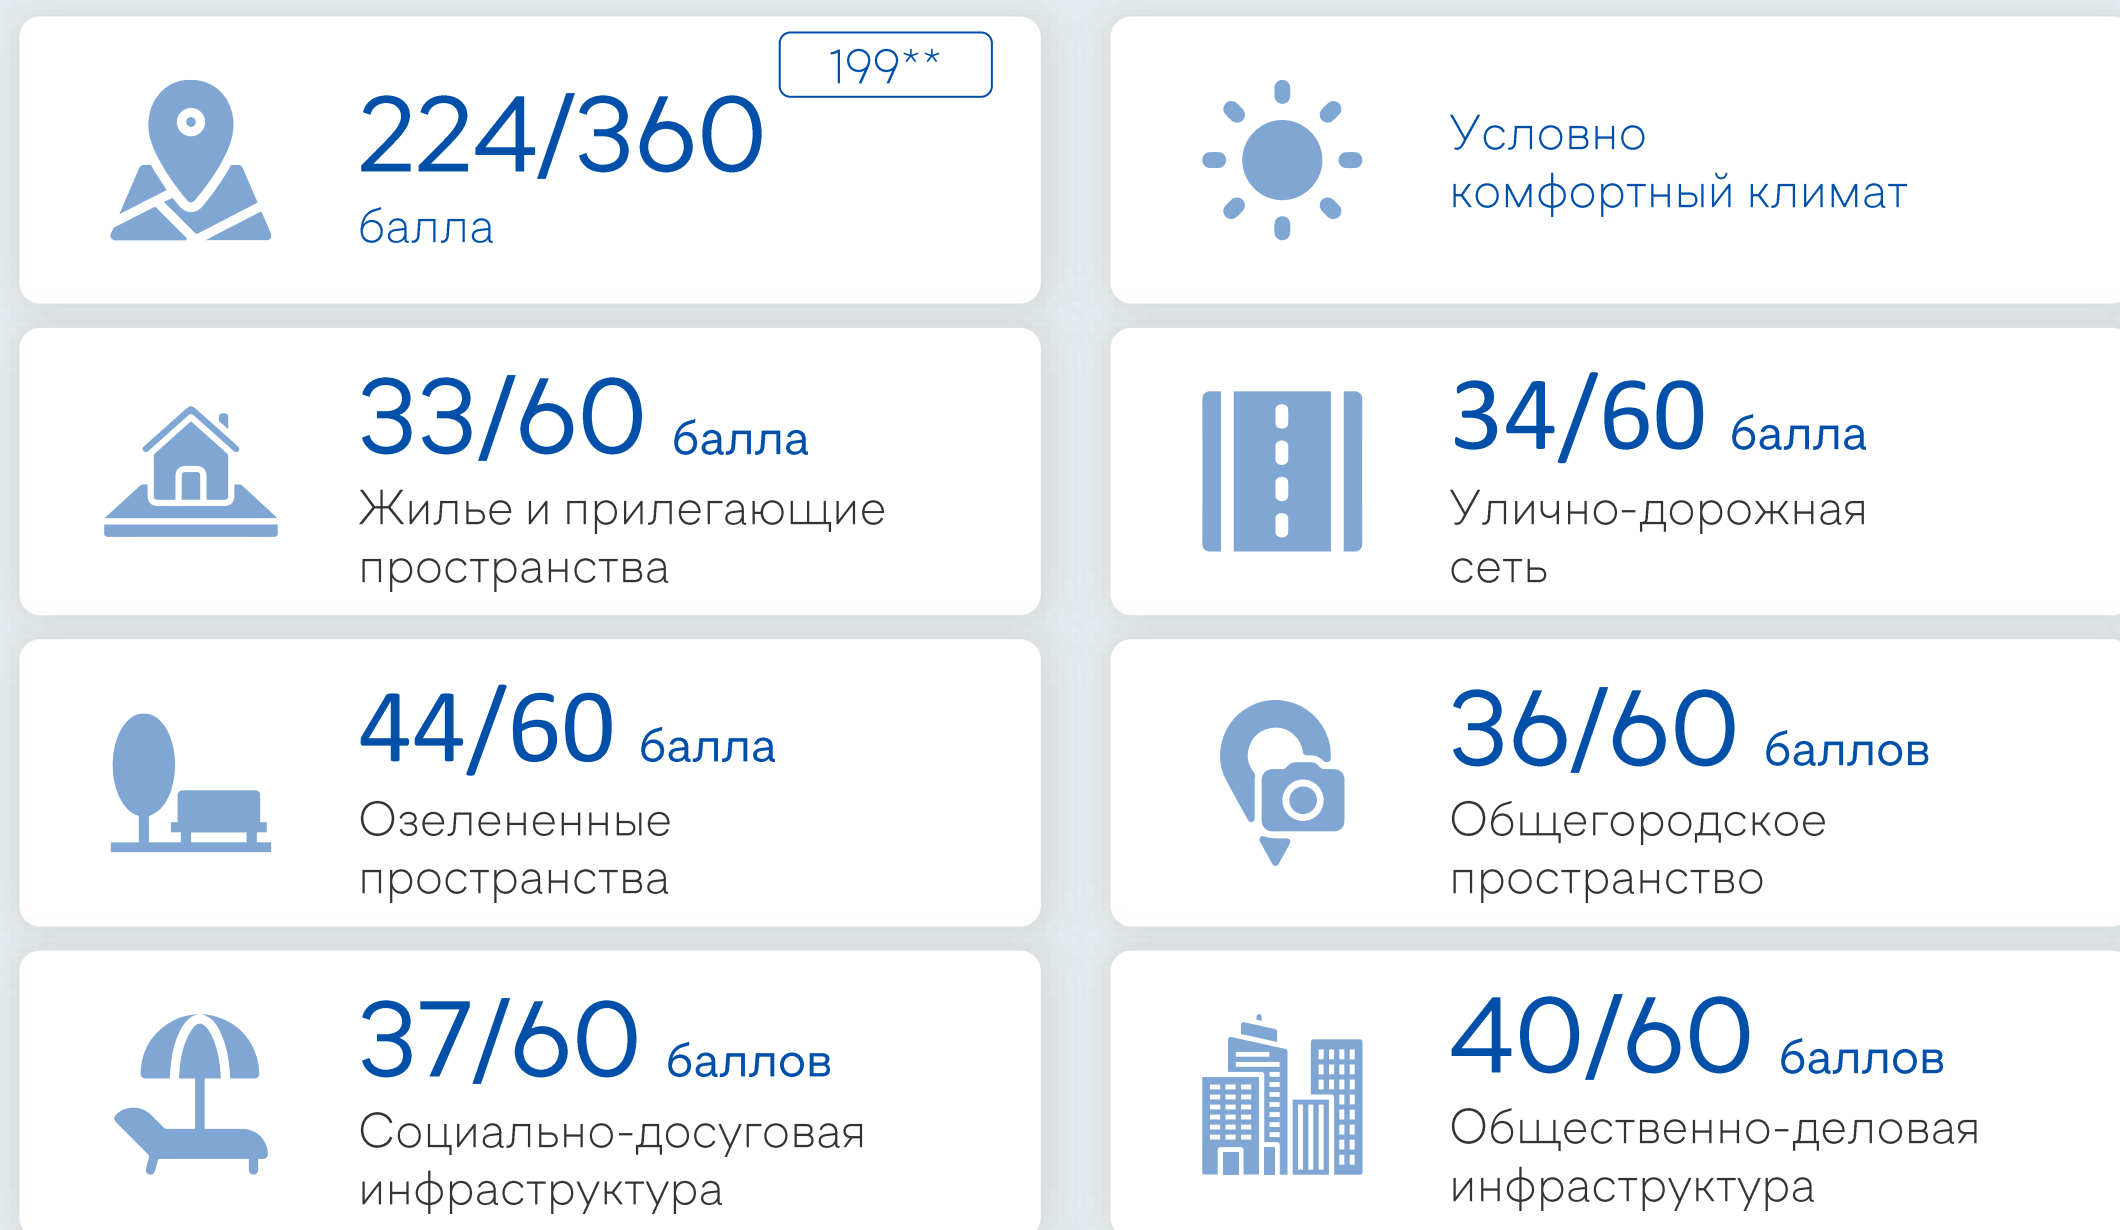 199**
224/360
балла
Условно
комфортный климат
33/60 балла
Жилье и прилегающие
пространства
34/60 балла
Улично-дорожная
сеть
44/60 балла
Озелененные
пространства
36/60 баллов
Общегородское
пространство
37/60 баллов
Социально-досуговая
инфраструктура
40/60 баллов
Общественно-деловая
инфраструктура